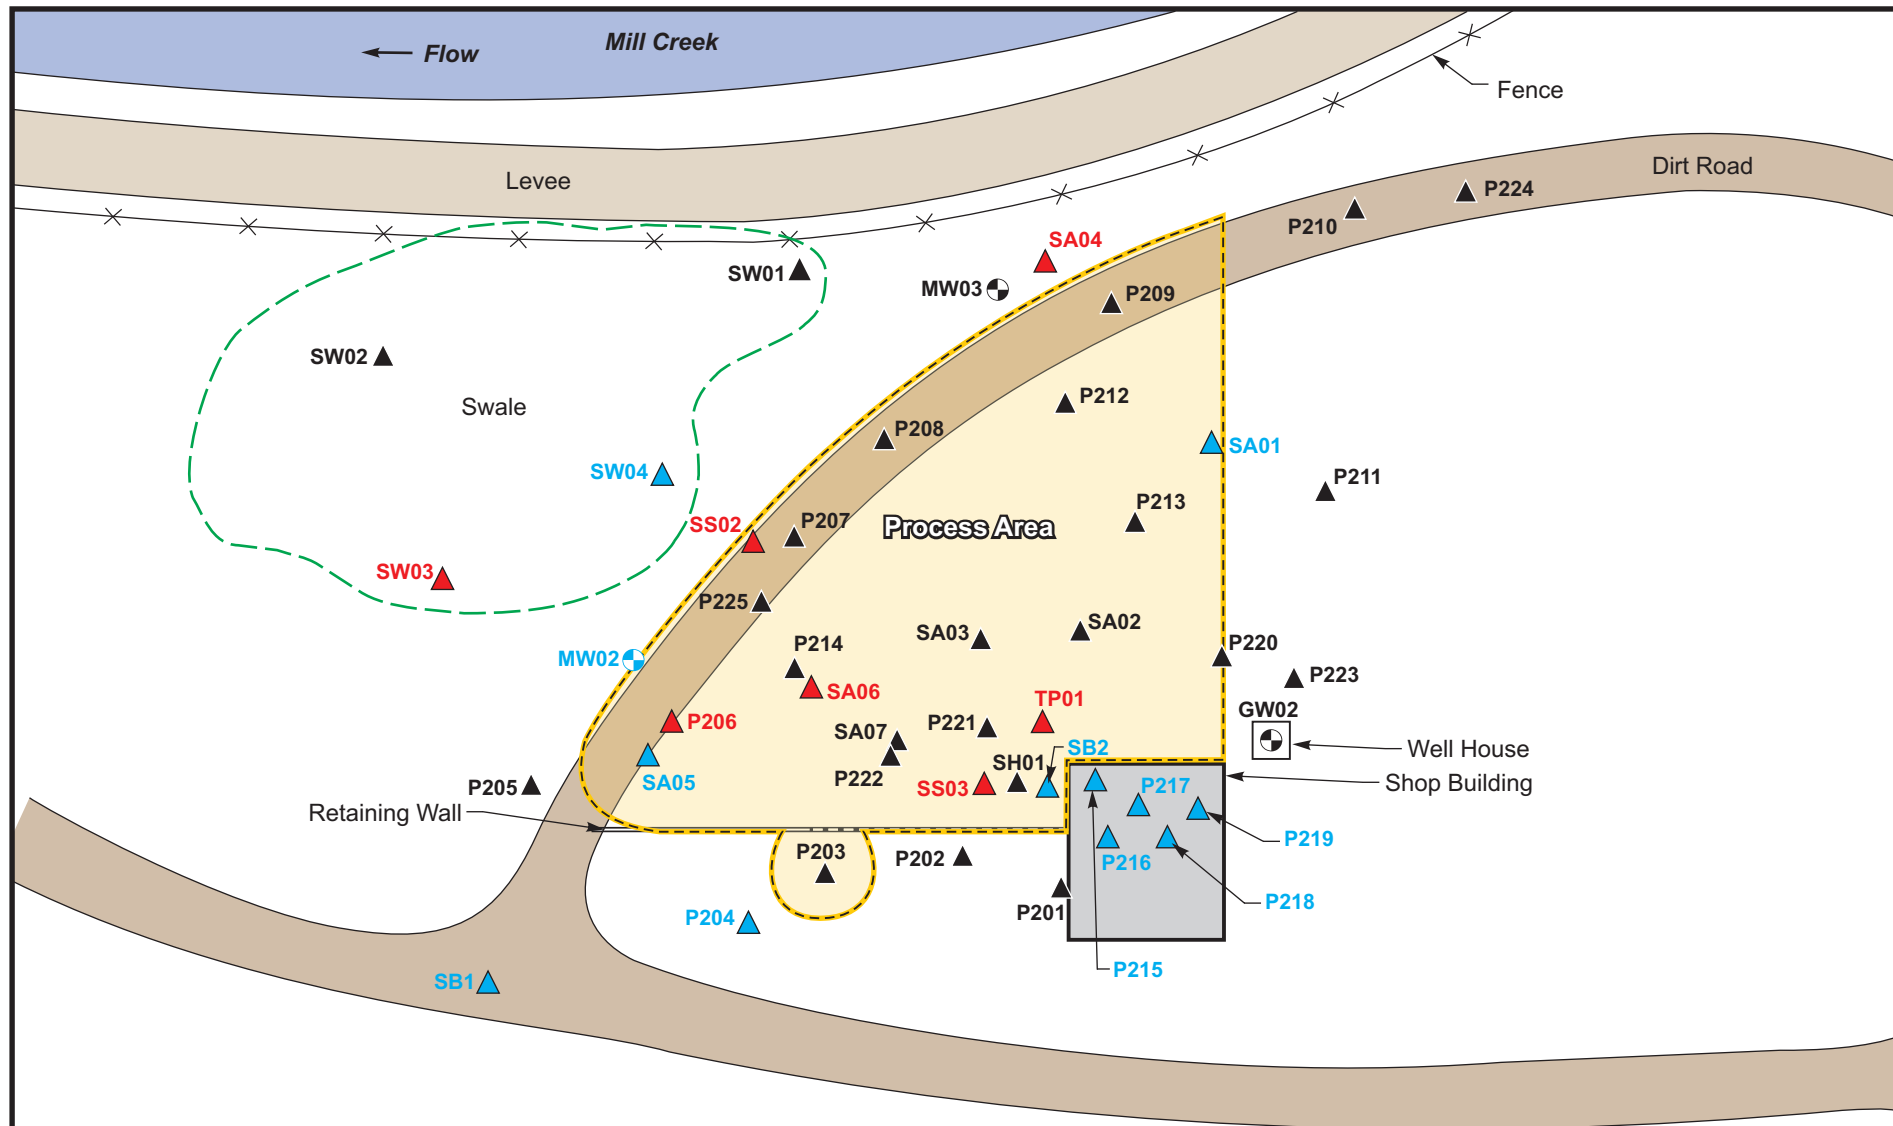 Mill Creek
Flow
Fence
Dirt Road
Levee
P224
P210
SA04
SW01
MW03
P209
SW02
Swale
P212
P208
SA01
SW04
P211
P213
SS02
P207
Process Area
SW03
P225
SA03
SA02
P214
P220
MW02
P223
SA06
TP01
GW02
P206
P221
SA07
SB2
Well House
SH01
P222
SA05
P205
SS03
P217
Shop Building
Retaining Wall
P219
P203
P202
P216
P218
P201
P204
P215
SB1